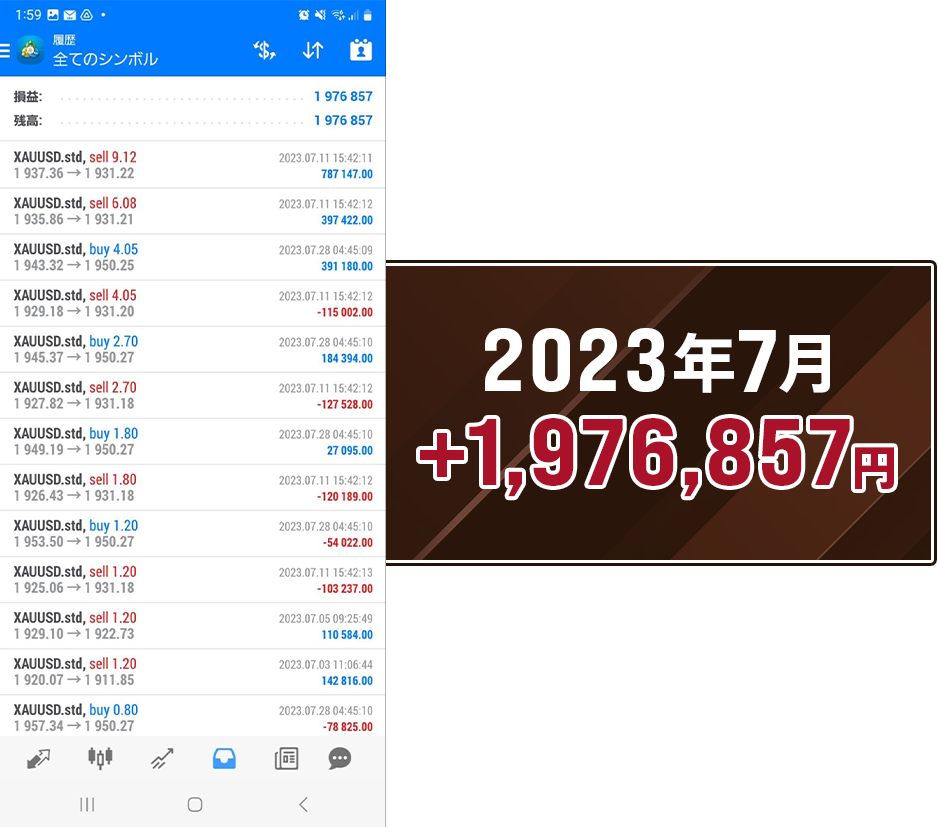 1:59
履歴
全てのシンボル
損益: 1 976 857
残高: 1 976 857
XAUUSD.std, sell 9.12 2023.07.11 15:42:11
1 937.36 → 1 931.22 787 147.00
XAUUSD.std, sell 6.08 2023.07.11 15:42:12
1 935.86 → 1 931.21 397 422.00
XAUUSD.std, buy 4.05 2023.07.28 04:45:09
1 943.32 → 1 950.25 391 180.00
XAUUSD.std, sell 4.05 2023.07.11 15:42:12
1 929.18 → 1 931.20 -115 002.00
XAUUSD.std, buy 2.70 2023.07.28 04:45:10
1 945.37 → 1 950.27 184 394.00
XAUUSD.std, sell 2.70 2023.07.11 15:42:12
1 927.82 → 1 931.18 -127 528.00
XAUUSD.std, buy 1.80 2023.07.28 04:45:10
1 949.19 → 1 950.27 27 095.00
XAUUSD.std, sell 1.80 2023.07.11 15:42:12
1 926.43 → 1 931.18 -120 189.00
XAUUSD.std, buy 1.20 2023.07.28 04:45:10
1 953.50 → 1 950.27 -54 022.00
XAUUSD.std, sell 1.20 2023.07.11 15:42:13
1 925.06 → 1 931.18 -103 237.00
XAUUSD.std, sell 1.20 2023.07.05 09:25:49
1 929.10 → 1 922.73 110 584.00
XAUUSD.std, sell 1.20 2023.07.03 11:06:44
1 920.07 → 1 911.85 142 816.00
XAUUSD.std, buy 0.80 2023.07.28 04:45:10
1 957.34 → 1 950.27 -78 825.00
2023年7月
+1,976,857円